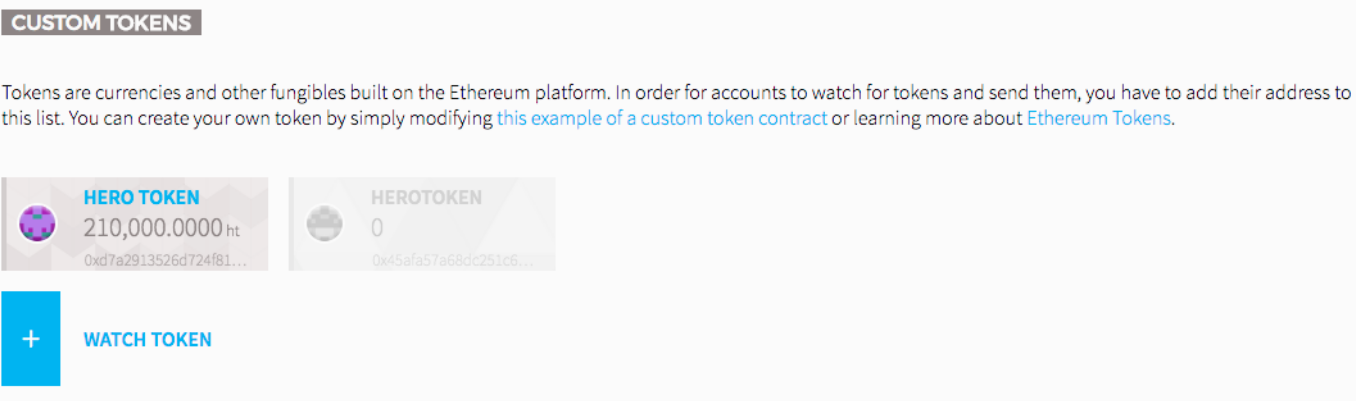 CUSTOM TOKENS
Tokens are currencies and other fungibles built on the Ethereum platform. In order for accounts to watch for tokens and send them, you have to add their address to
this list. You can create your own token by simply modifying this example of a custom token contract or learning more about Ethereum Tokens.
HERO TOKEN
210,000.0000 ht
0xd7a2913526d724f81...
HEROTOKEN
0
0x45afa57a68dc251c6...
+ WATCH TOKEN